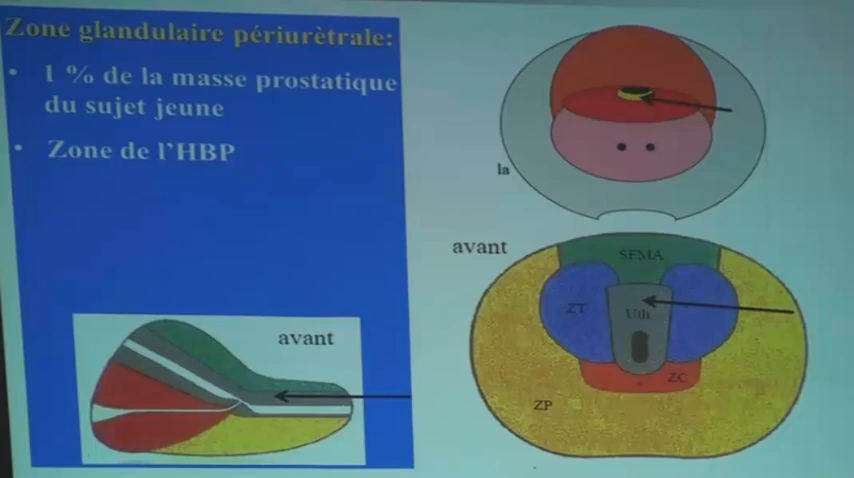 Zone glandulaire périurètrale:
• 1 % de la masse prostatique
du sujet jeune
• Zone de l'HBP
avant
la
avant
SFMA
ZT
Uth
ZC
ZP